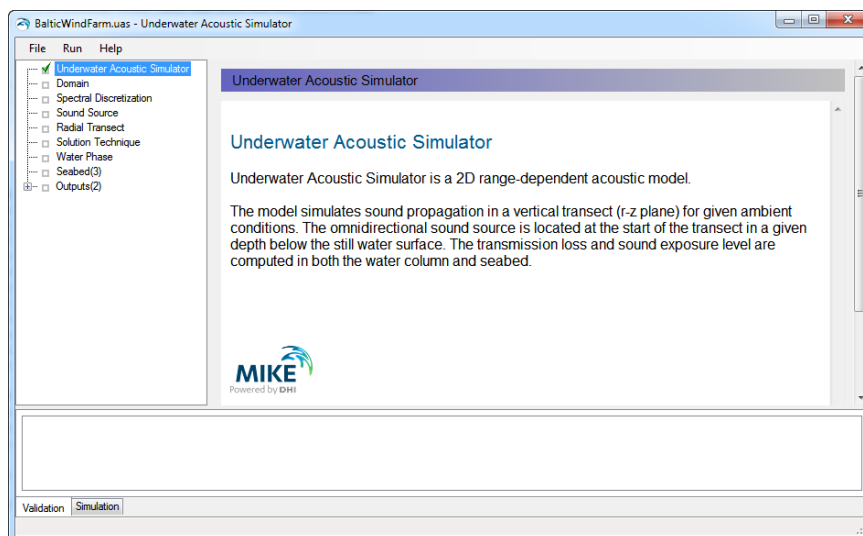 BalticWindFarm.uas - Underwater Acoustic Simulator
File Run Help
Underwater Acoustic Simulator
Domain
Spectral Discretization
Sound Source
Radial Transect
Solution Technique
Water Phase
Seabed(3)
Outputs(2)
Underwater Acoustic Simulator
Underwater Acoustic Simulator
Underwater Acoustic Simulator is a 2D range-dependent acoustic model.
The model simulates sound propagation in a vertical transect (r-z plane) for given ambient
conditions. The omnidirectional sound source is located at the start of the transect in a given
depth below the still water surface. The transmission loss and sound exposure level are
computed in both the water column and seabed.
MIKE
Powered by DHI
Validation Simulation